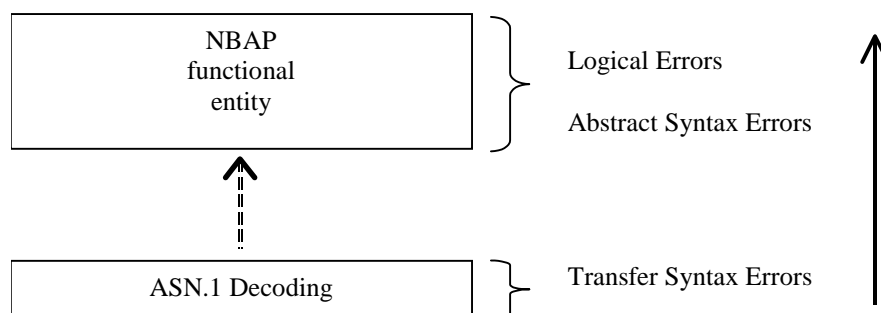 NBAP
functional
entity
Logical Errors
Abstract Syntax Errors
ASN.1 Decoding
Transfer Syntax Errors